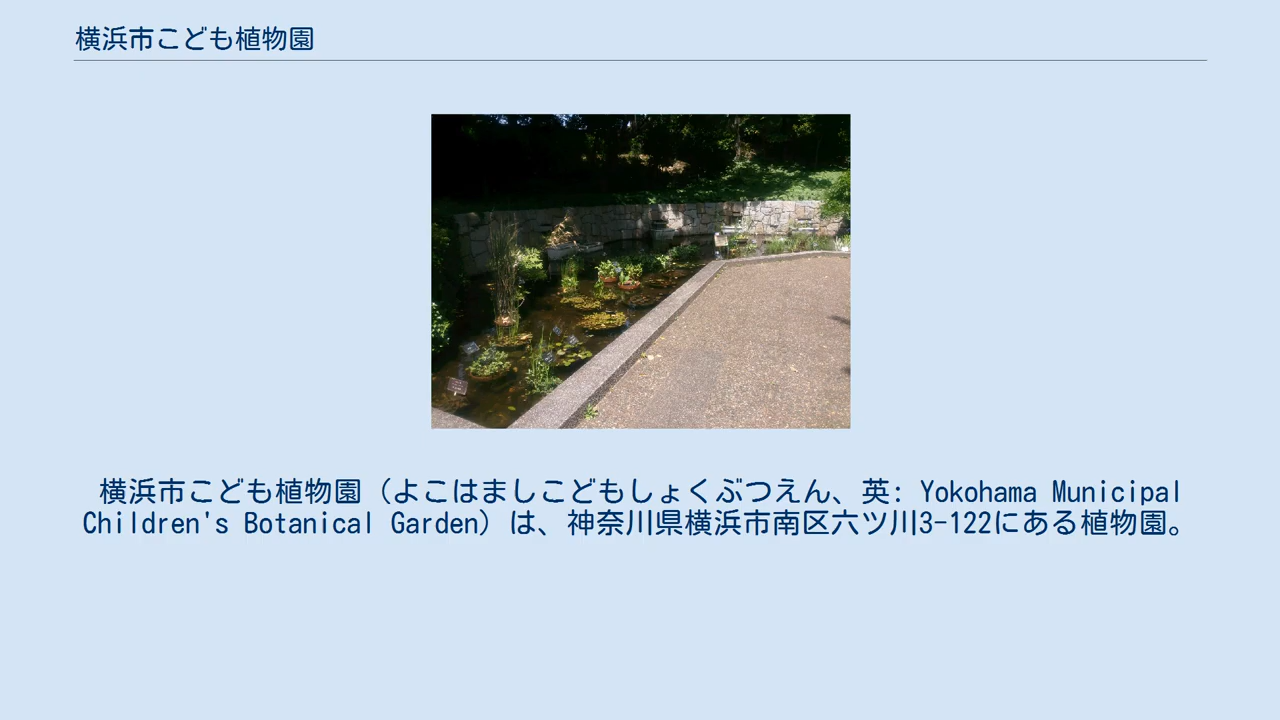 横浜市こども植物園
横浜市こども植物園（よこはましこどもしょくぶつえん、英: Yokohama Municipal
Children's Botanical Garden）は、神奈川県横浜市南区六ツ川3-122にある植物園。